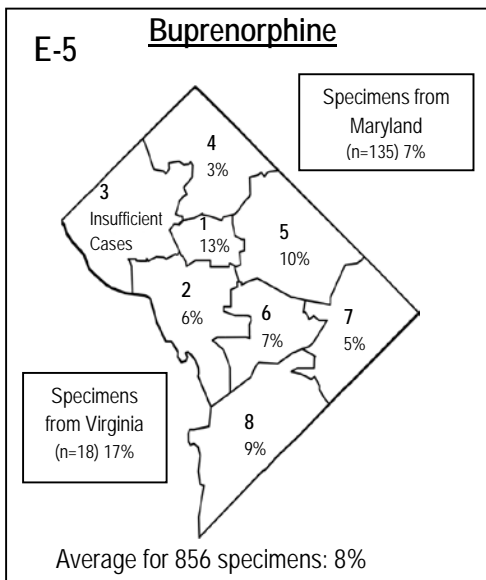 E-5
Buprenorphine
Specimens from
Maryland
(n=135) 7%
4
3%
3
Insufficient
Cases
1
13%
5
10%
2
6%
6
7%
7
5%
Specimens
from Virginia
(n=18) 17%
8
9%
Average for 856 specimens: 8%